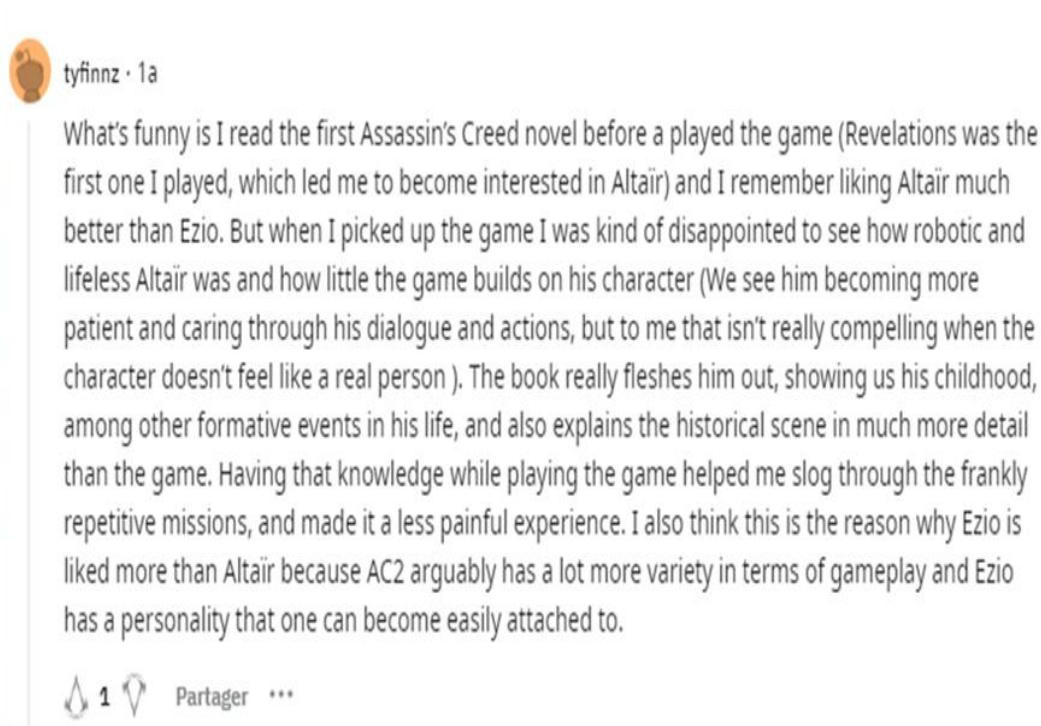 tyfinnz · 1a
What's funny is I read the first Assassin's Creed novel before a played the game (Revelations was the
first one I played, which led me to become interested in Altaïr) and I remember liking Altaïr much
better than Ezio. But when I picked up the game I was kind of disappointed to see how robotic and
lifeless Altaïr was and how little the game builds on his character (We see him becoming more
patient and caring through his dialogue and actions, but to me that isn't really compelling when the
character doesn't feel like a real person ). The book really fleshes him out, showing us his childhood,
among other formative events in his life, and also explains the historical scene in much more detail
than the game. Having that knowledge while playing the game helped me slog through the frankly
repetitive missions, and made it a less painful experience. I also think this is the reason why Ezio is
liked more than Altaïr because AC2 arguably has a lot more variety in terms of gameplay and Ezio
has a personality that one can become easily attached to.
1 Partager ···